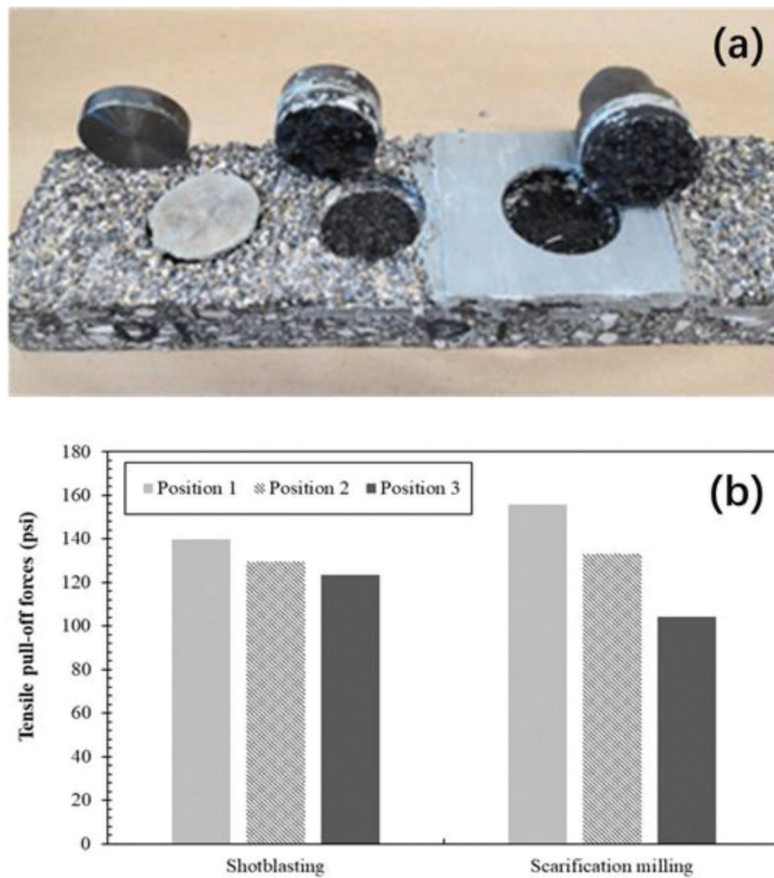 (a)
(b)
Tensile pull-off forces (psi)
180
160
140
120
100
80
60
40
20
0
Position 1 Position 2 Position 3
Shotblasting Scarification milling